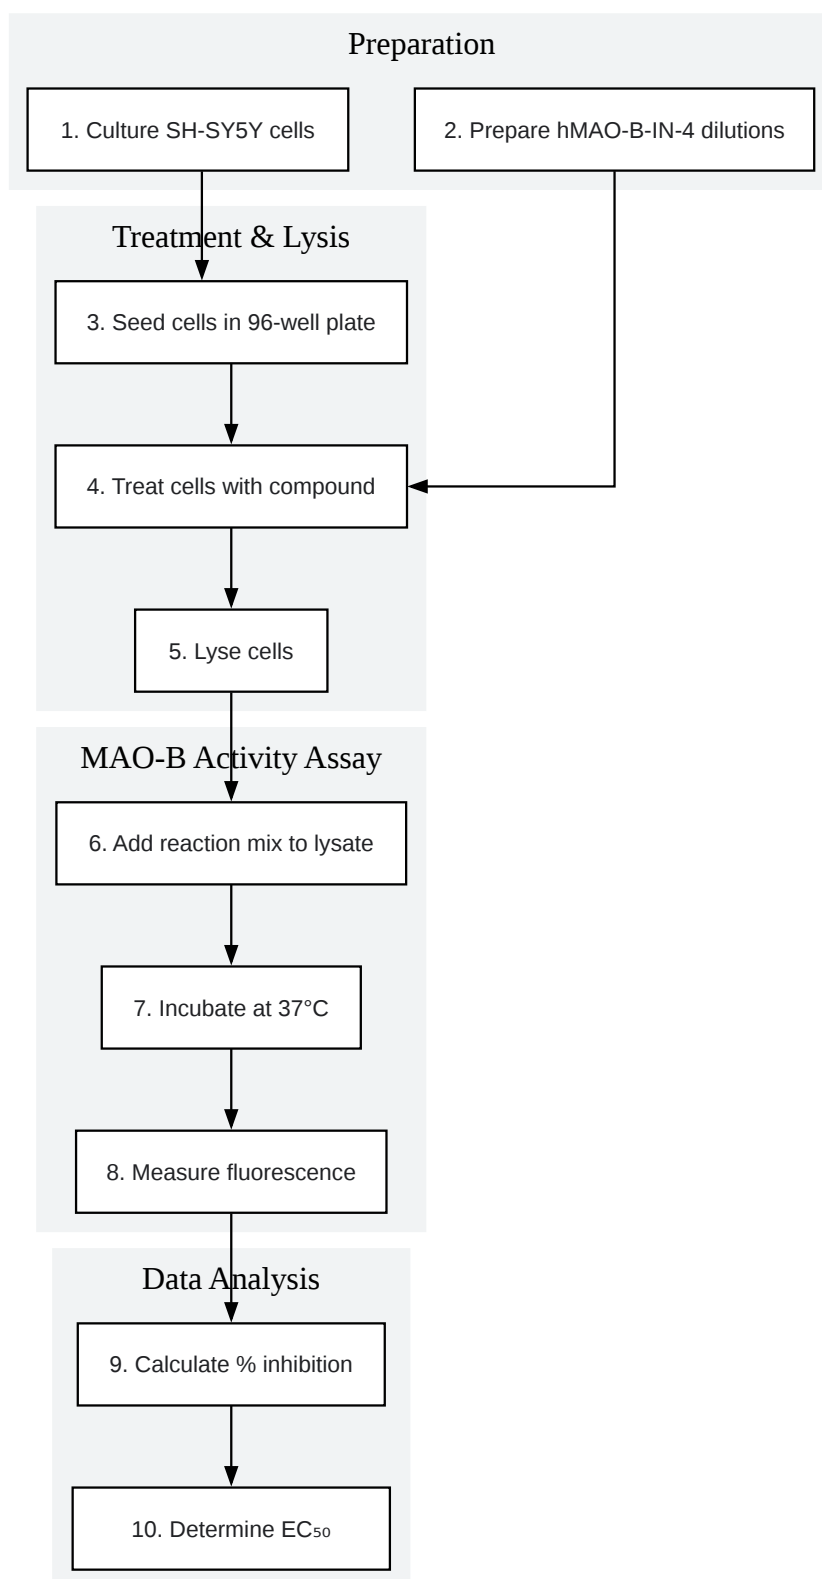 Preparation
1. Culture SH-SY5Y cells
2. Prepare hMAO-B-IN-4 dilutions
Treatment & Lysis
3. Seed cells in 96-well plate
4. Treat cells with compound
5. Lyse cells
MAO-B Activity Assay
6. Add reaction mix to lysate
7. Incubate at 37°C
8. Measure fluorescence
Data Analysis
9. Calculate % inhibition
10. Determine EC₅₀